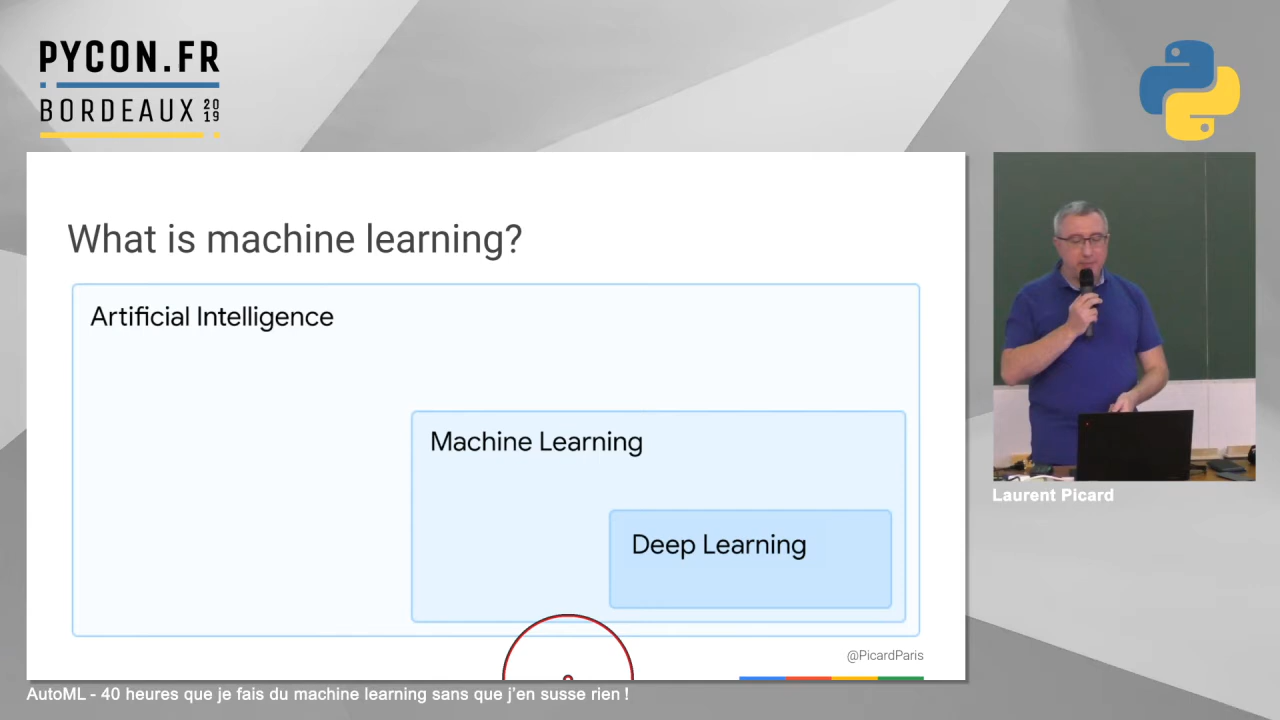 PYCON.FR
BORDEAUX 2019
What is machine learning?
Artificial Intelligence
Machine Learning
Deep Learning
@PicardParis
Laurent Picard
AutoML - 40 heures que je fais du machine learning sans que j'en susse rien !